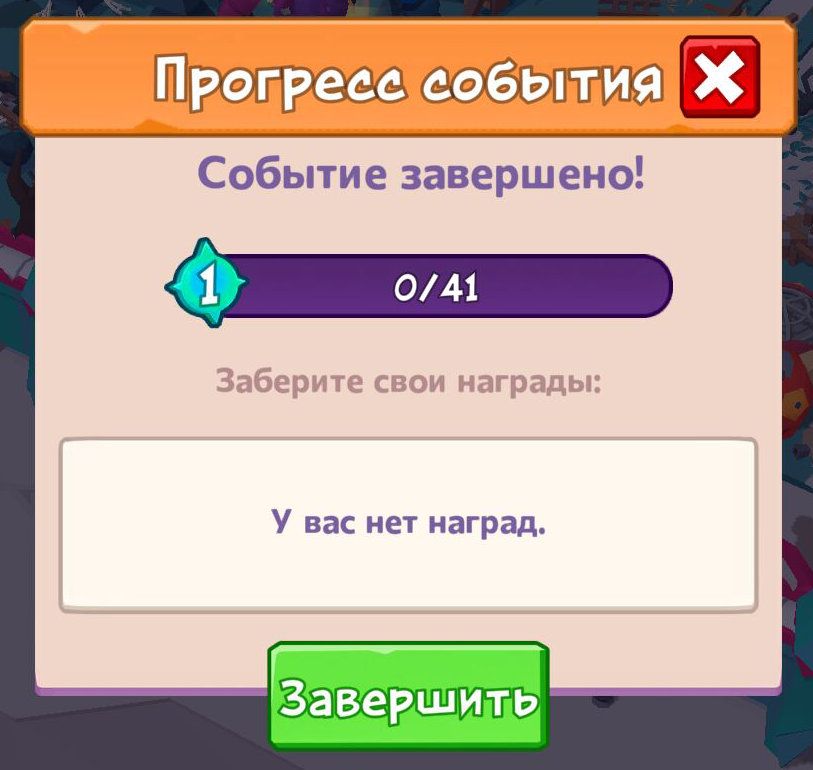 Прогресс события
Событие завершено!
1
0/41
Заберите свои награды:
У вас нет наград.
Завершить